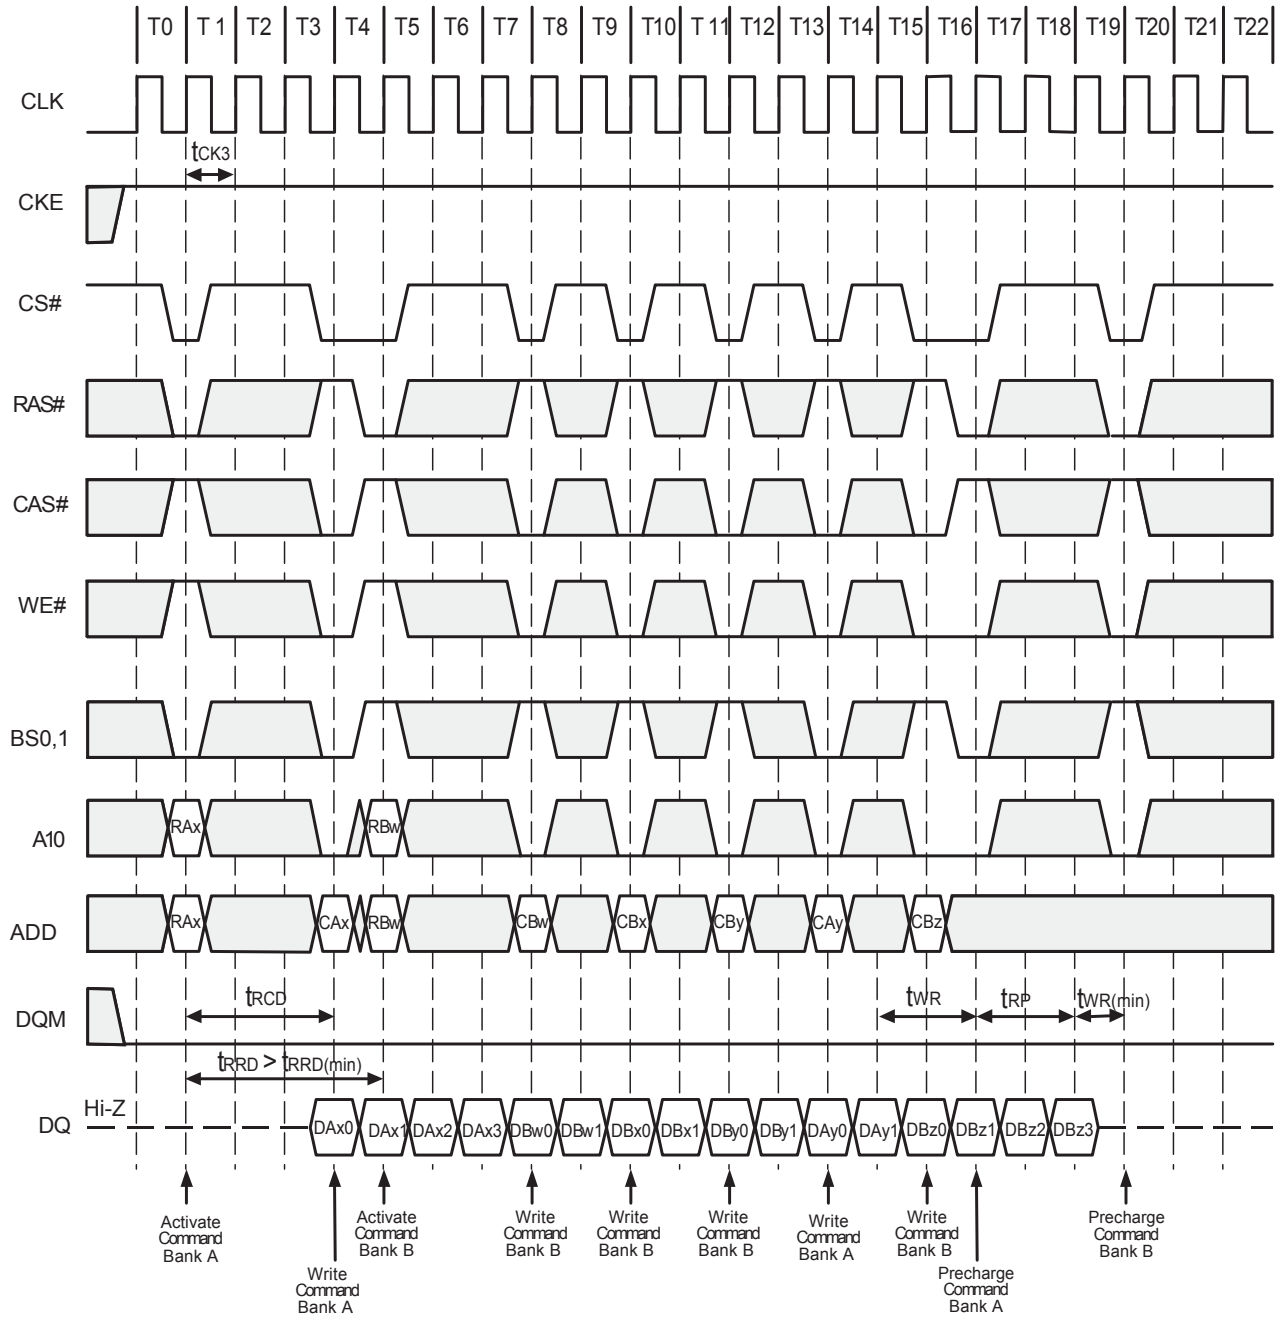 T0 T 1 T2 T3 T4 T5 T6 T7 T8 T9 T10 T 11 T12 T13 T14 T15 T16 T17 T18 T19 T20 T21 T22
CLK
tCK3
CKE
CS#
RAS#
CAS#
WE#
BS0,1
A10 RAx RBw
ADD RAx CAx RBw CBw CBx CBy CAy CBz
DQM tRCD tWR tRP tWR(min)
tRRD > tRRD(min)
Hi-Z
DQ DAx0 DAx1 DAx2 DAx3 DBw0 DBw1 DBx0 DBx1 DBy0 DBy1 DAy0 DAy1 DBz0 DBz1 DBz2 DBz3
Activate
Command
Bank A
Write
Command
Bank A
Activate
Command
Bank B
Write
Command
Bank B
Write
Command
Bank B
Write
Command
Bank B
Write
Command
Bank A
Write
Command
Bank B
Precharge
Command
Bank A
Precharge
Command
Bank B